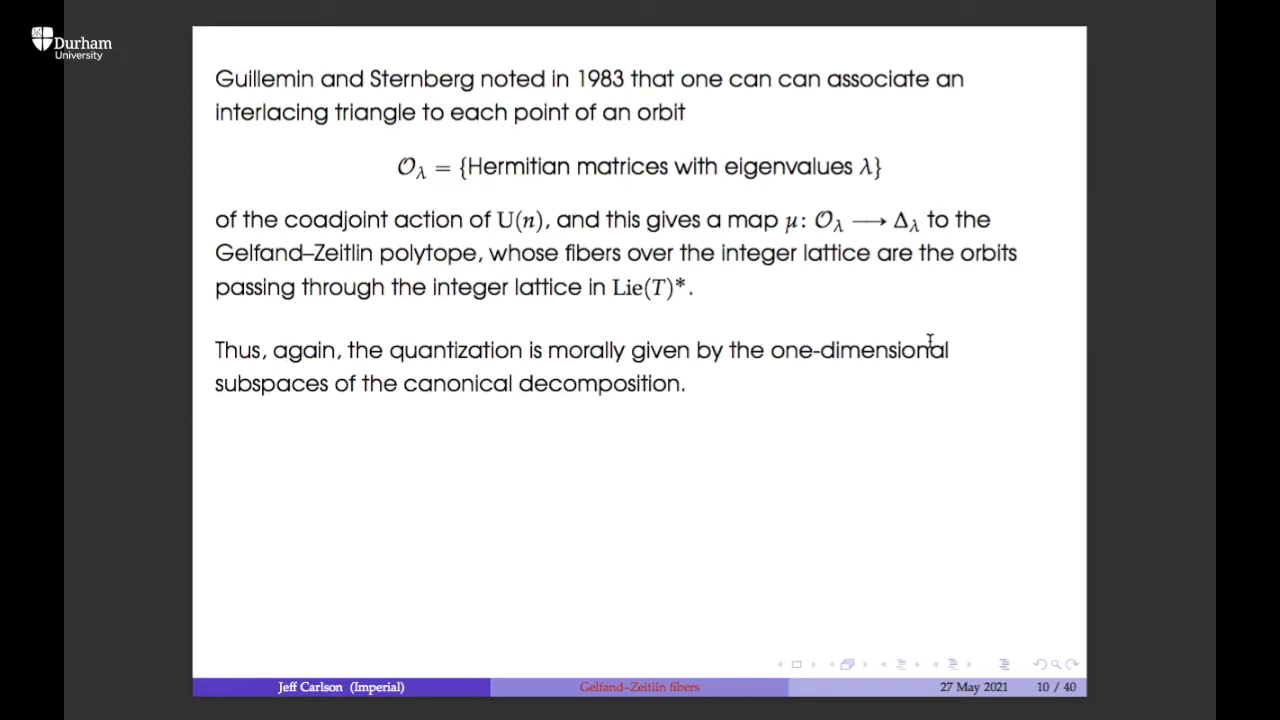 Durham
University
Guillemin and Sternberg noted in 1983 that one can can associate an
interlacing triangle to each point of an orbit
𝒪λ = {Hermitian matrices with eigenvalues λ}
of the coadjoint action of U(n), and this gives a map μ: 𝒪λ ⟶ Δλ to the
Gelfand–Zeitlin polytope, whose fibers over the integer lattice are the orbits
passing through the integer lattice in Lie(T)*.
Thus, again, the quantization is morally given by the one-dimensional
subspaces of the canonical decomposition.
Jeff Carlson (Imperial) Gelfand–Zeitlin fibers 27 May 2021 10 / 40